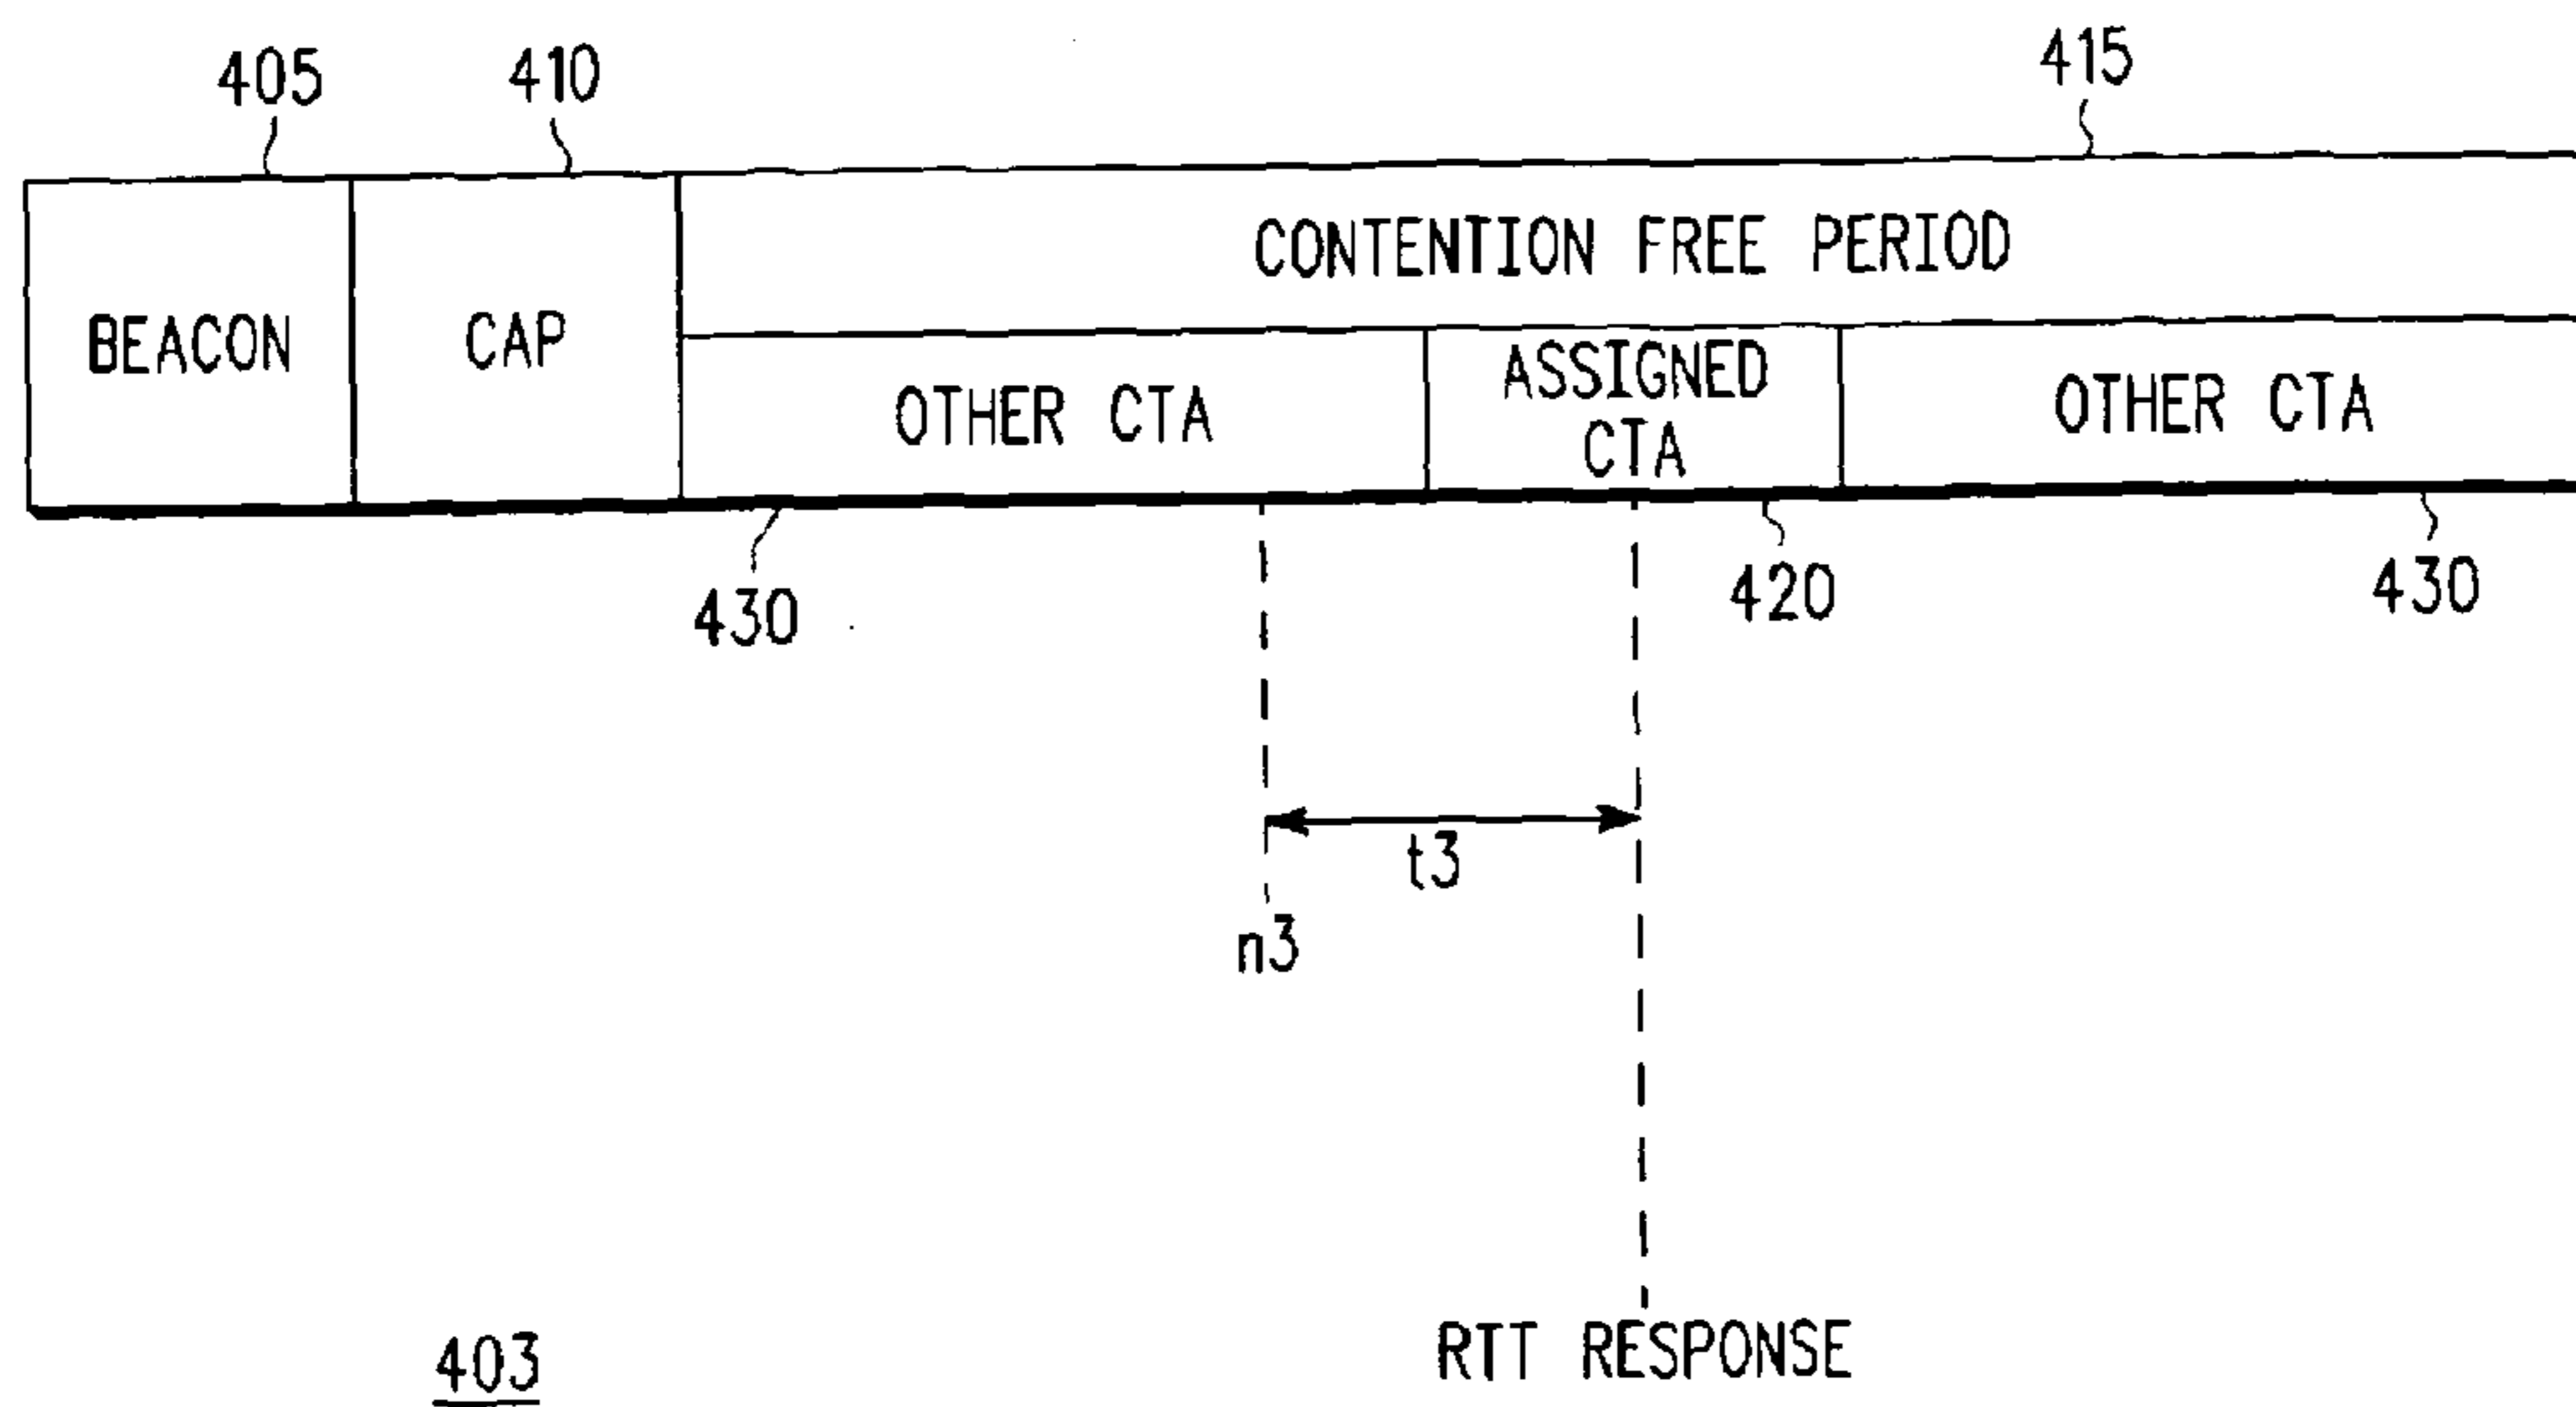 405
410
415
BEACON
CAP
CONTENTION FREE PERIOD
OTHER CTA
ASSIGNED
CTA
OTHER CTA
430
420
430
t3
n3
RTT RESPONSE
403